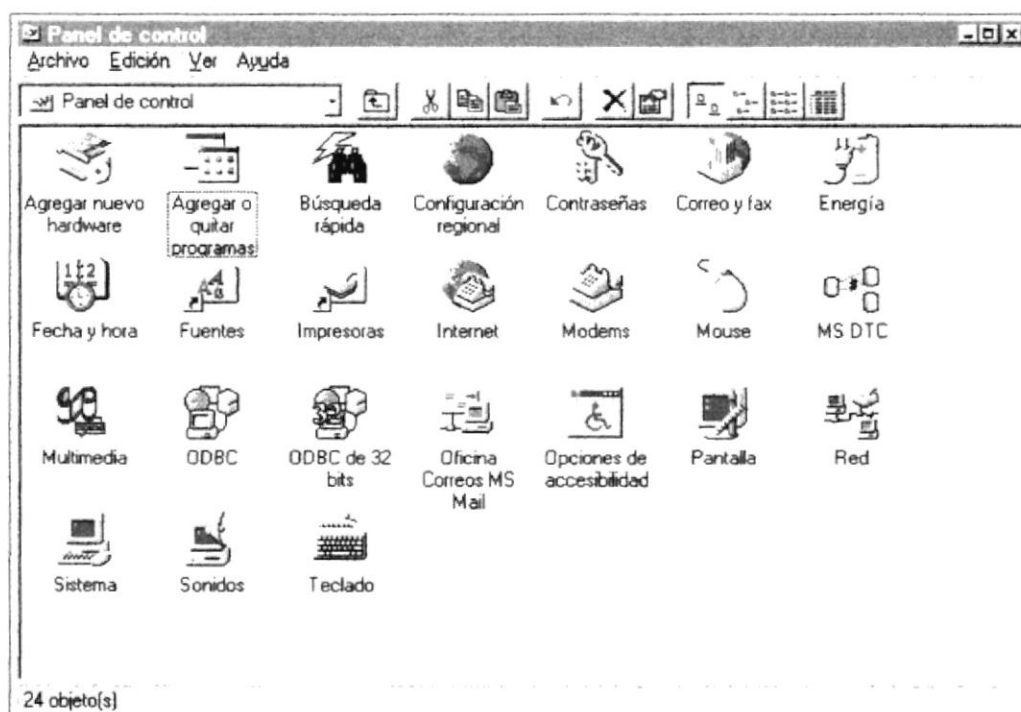 Panel de control
Archivo Edición Ver Ayuda
Panel de control
Agregar nuevo hardware
Agregar o quitar programas
Búsqueda rápida
Configuración regional
Contraseñas
Correo y fax
Energía
Fecha y hora
Fuentes
Impresoras
Internet
Modems
Mouse
MS DTC
Multimedia
ODBC
ODBC de 32 bits
Oficina Correos MS Mail
Opciones de accesibilidad
Pantalla
Red
Sistema
Sonidos
Teclado
24 objeto(s)